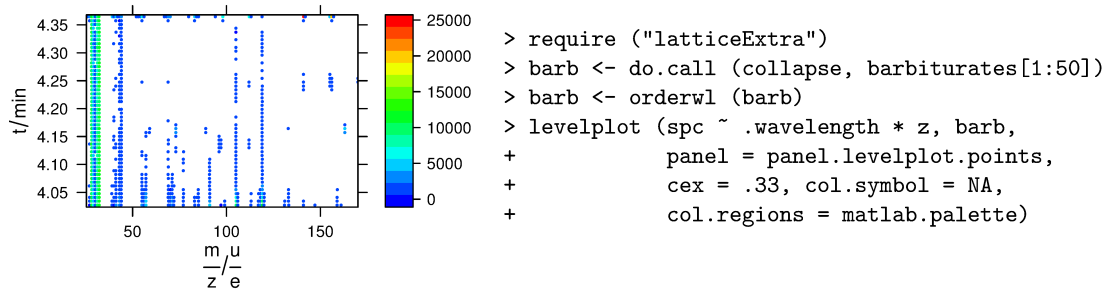 4.35
4.30
4.25
4.20
4.15
4.10
4.05
t/min
50
100
150
m/z / u/e
25000
20000
15000
10000
5000
0
> require ("latticeExtra")
> barb <- do.call (collapse, barbiturates[1:50])
> barb <- orderwl (barb)
> levelplot (spc ~ .wavelength * z, barb,
+ panel = panel.levelplot.points,
+ cex = .33, col.symbol = NA,
+ col.regions = matlab.palette)